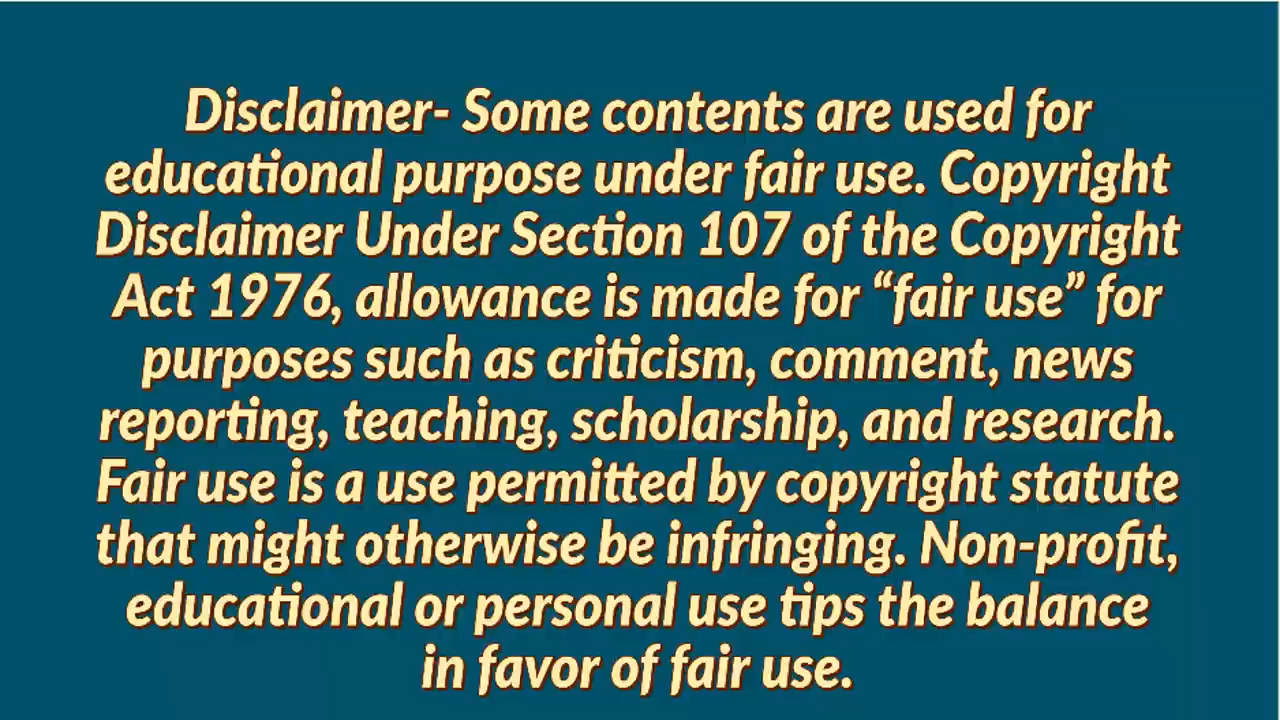 Disclaimer- Some contents are used for
educational purpose under fair use. Copyright
Disclaimer Under Section 107 of the Copyright
Act 1976, allowance is made for “fair use” for
purposes such as criticism, comment, news
reporting, teaching, scholarship, and research.
Fair use is a use permitted by copyright statute
that might otherwise be infringing. Non-profit,
educational or personal use tips the balance
in favor of fair use.